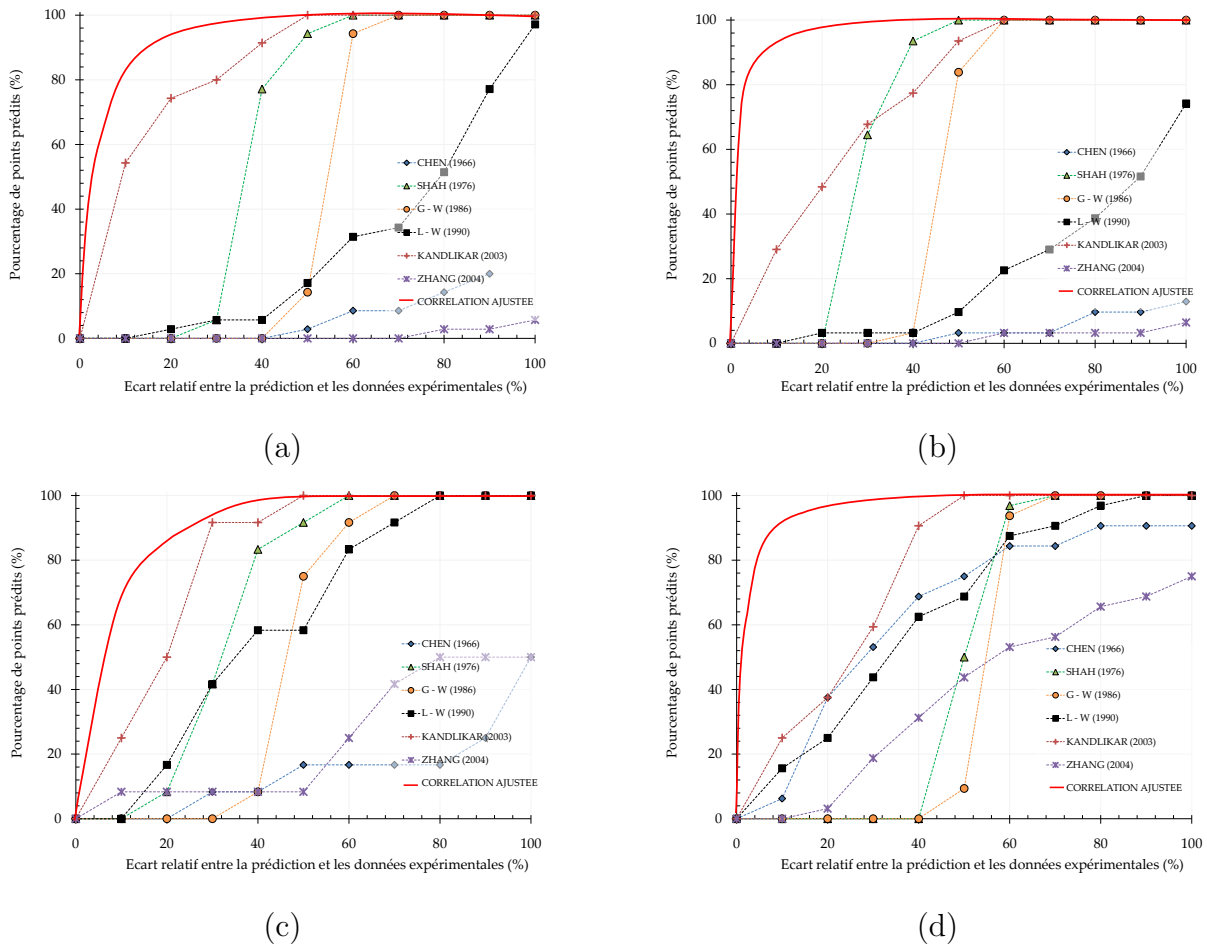 Pourcentage de points prédits (%)
100
80
60
40
20
0
0 20 40 60 80 100
Ecart relatif entre la prédiction et les données expérimentales (%)
CHEN (1966)
SHAH (1976)
G - W (1986)
L - W (1990)
KANDLIKAR (2003)
ZHANG (2004)
CORRELATION AJUSTEE
(a)
Pourcentage de points prédits (%)
100
80
60
40
20
0
0 20 40 60 80 100
Ecart relatif entre la prédiction et les données expérimentales (%)
CHEN (1966)
SHAH (1976)
G - W (1986)
L - W (1990)
KANDLIKAR (2003)
ZHANG (2004)
CORRELATION AJUSTEE
(b)
Pourcentage de points prédits (%)
100
80
60
40
20
0
0 20 40 60 80 100
Ecart relatif entre la prédiction et les données expérimentales (%)
CHEN (1966)
SHAH (1976)
G - W (1986)
L - W (1990)
KANDLIKAR (2003)
ZHANG (2004)
CORRELATION AJUSTEE
(c)
Pourcentage de points prédits (%)
100
80
60
40
20
0
0 20 40 60 80 100
Ecart relatif entre la prédiction et les données expérimentales (%)
CHEN (1966)
SHAH (1976)
G - W (1986)
L - W (1990)
KANDLIKAR (2003)
ZHANG (2004)
CORRELATION AJUSTEE
(d)